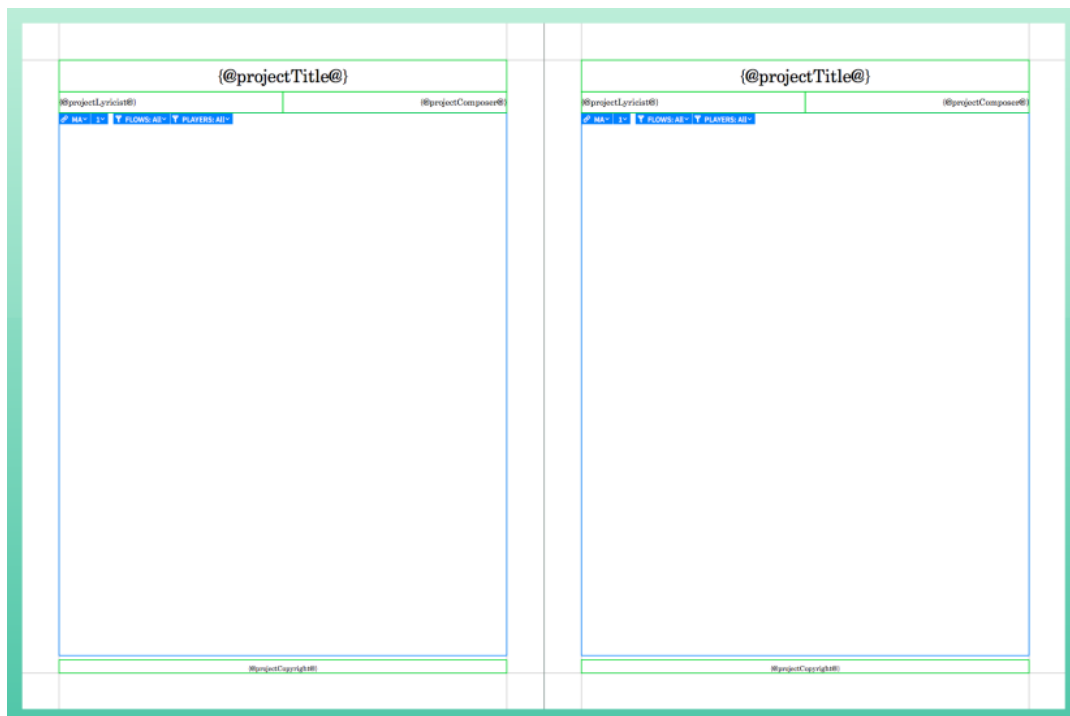 {@projectTitle@}
{@projectLyricist@}
{@projectComposer@}
MA 1 FLOWS: All PLAYERS: All
{@projectCopyright@}
{@projectTitle@}
{@projectLyricist@}
{@projectComposer@}
MA 1 FLOWS: All PLAYERS: All
{@projectCopyright@}